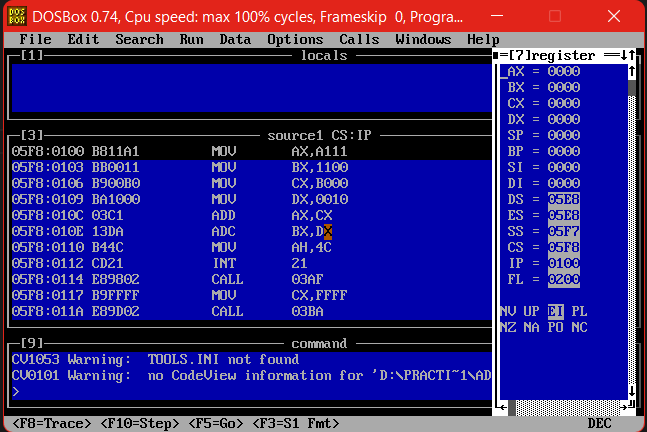 DOS
BOX
DOSBox 0.74, Cpu speed: max 100% cycles, Frameskip  0, Progra...
File Edit Search Run Data Options Calls Windows Help
[1] locals
[3] source1 CS:IP
05F8:0100 B811A1 MOV AX,A111
05F8:0103 BB0011 MOV BX,1100
05F8:0106 B900B0 MOV CX,B000
05F8:0109 BA1000 MOV DX,0010
05F8:010C 03C1 ADD AX,CX
05F8:010E 13DA ADC BX,DX
05F8:0110 B44C MOV AH,4C
05F8:0112 CD21 INT 21
05F8:0114 E89802 CALL 03AF
05F8:0117 B9FFFF MOV CX,FFFF
05F8:011A E89D02 CALL 03BA
[9] command
CV1053 Warning: TOOLS.INI not found
CV0101 Warning: no CodeView information for 'D:\PRACTI~1\AD
>
[7]register
AX = 0000
BX = 0000
CX = 0000
DX = 0000
SP = 0000
BP = 0000
SI = 0000
DI = 0000
DS = 05E8
ES = 05E8
SS = 05F7
CS = 05F8
IP = 0100
FL = 0200
NV UP EI PL
NZ NA PO NC
<F8=Trace> <F10=Step> <F5=Go> <F3=S1 Fmt> DEC